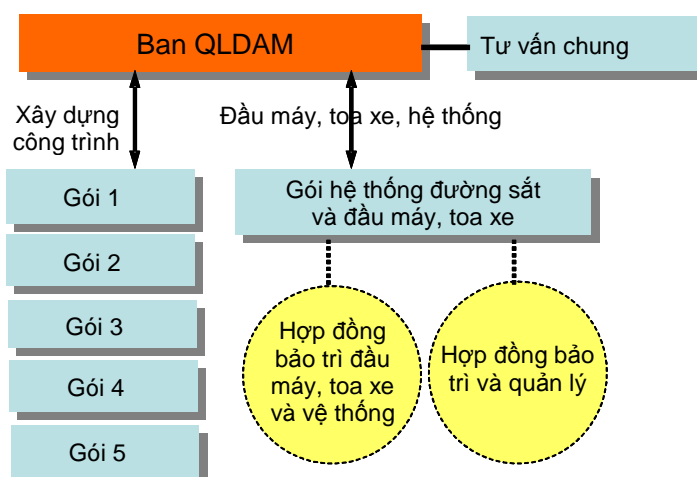 Ban QLDAM
Tư vấn chung
Xây dựng
công trình
Đầu máy, toa xe, hệ thống
Gói 1
Gói 2
Gói 3
Gói 4
Gói 5
Gói hệ thống đường sắt
và đầu máy, toa xe
Hợp đồng
bảo trì đầu
máy, toa xe
và vệ thống
Hợp đồng bảo
trì và quản lý